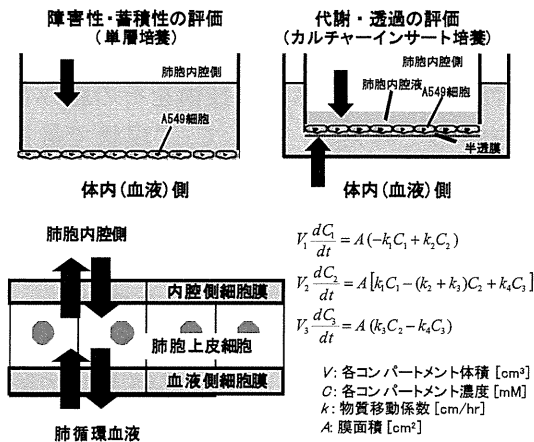 障害性・蓄積性の評価
(単層培養)
肺胞内腔側
A549細胞
体内(血液)側
代謝・透過の評価
(カルチャーインサート培養)
肺胞内腔側
肺胞内腔液
A549細胞
半透膜
体内(血液)側
肺胞内腔側
内腔側細胞膜
肺胞上皮細胞
血液側細胞膜
肺循環血液
V₁ dC₁/dt = A(-k₁C₁+k₂C₂)
V₂ dC₂/dt = A[k₁C₁-(k₂+k₃)C₂+k₄C₃]
V₃ dC₃/dt = A(k₃C₂-k₄C₃)
V: 各コンパートメント体積 [cm³]
C: 各コンパートメント濃度 [mM]
k: 物質移動係数 [cm/hr]
A: 膜面積 [cm²]